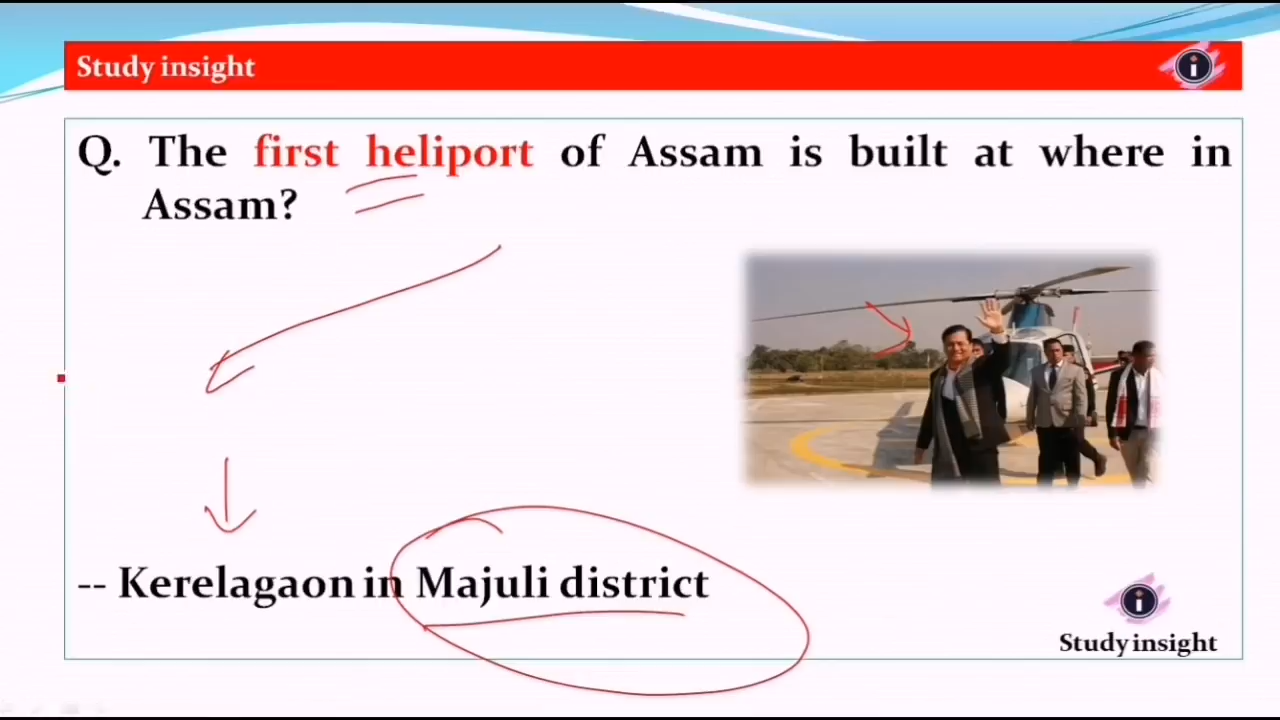 Study insight
i
Q. The first heliport of Assam is built at where in
Assam?
-- Kerelagaon in Majuli district
i
Study insight